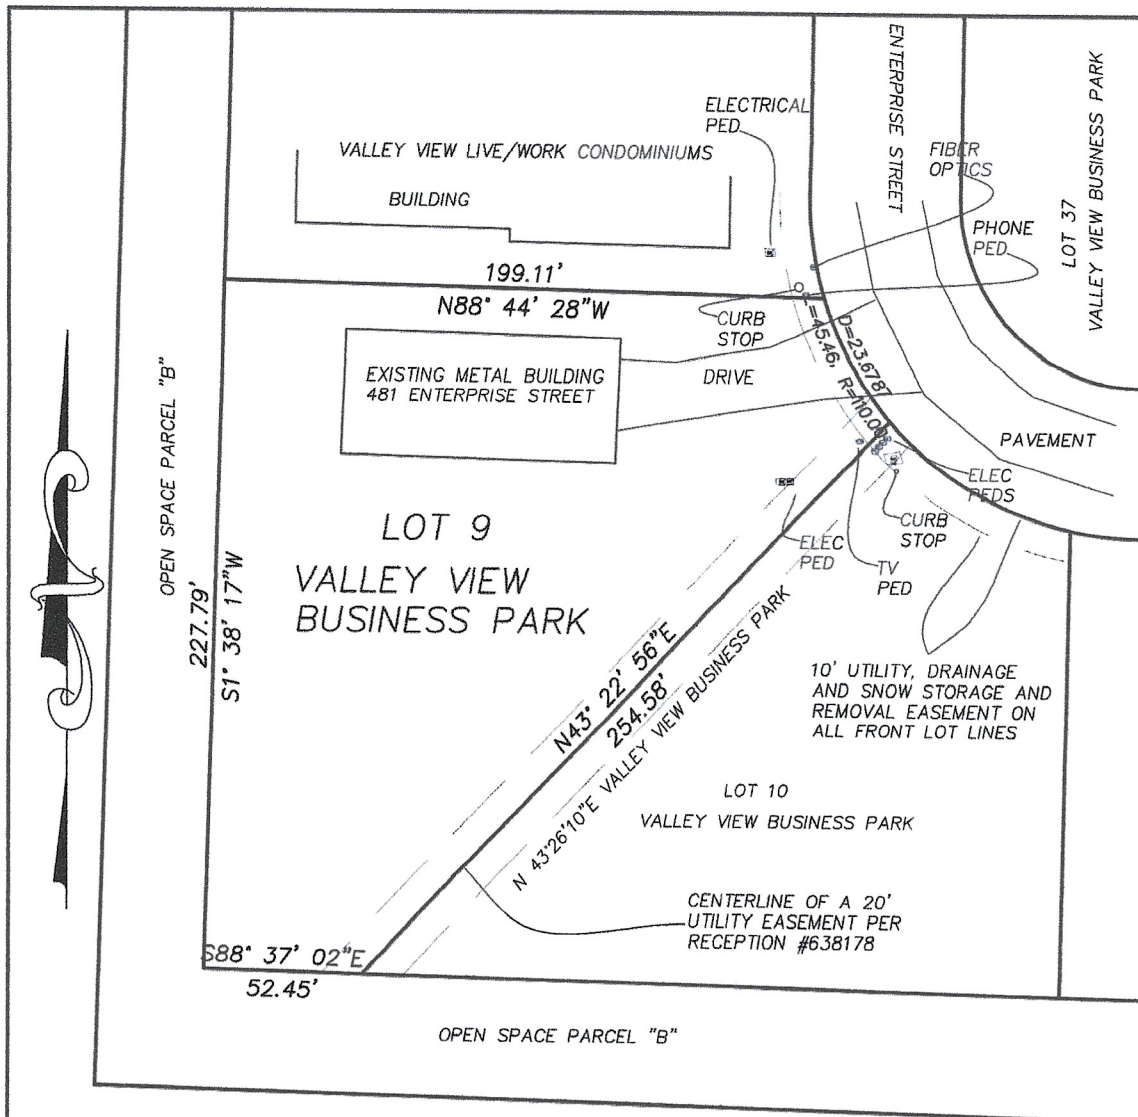 ELECTRICAL
PED
ENTERPRISE STREET
LOT 37
VALLEY VIEW BUSINESS PARK
VALLEY VIEW LIVE/WORK CONDOMINIUMS
BUILDING
FIBER
OPTICS
PHONE
PED
199.11'
N88° 44' 28"W
CURB
STOP
L=45.46, R=110.00
D=23.6787
EXISTING METAL BUILDING
481 ENTERPRISE STREET
DRIVE
PAVEMENT
OPEN SPACE PARCEL "B"
ELEC
PEDS
CURB
STOP
ELEC
PED
TV
PED
LOT 9
VALLEY VIEW
BUSINESS PARK
227.79'
S1° 38' 17"W
N43° 22' 56"E
254.58'
N 43°26'10"E VALLEY VIEW BUSINESS PARK
10' UTILITY, DRAINAGE
AND SNOW STORAGE AND
REMOVAL EASEMENT ON
ALL FRONT LOT LINES
LOT 10
VALLEY VIEW BUSINESS PARK
CENTERLINE OF A 20'
UTILITY EASEMENT PER
RECEPTION #638178
S88° 37' 02"E
52.45'
OPEN SPACE PARCEL "B"